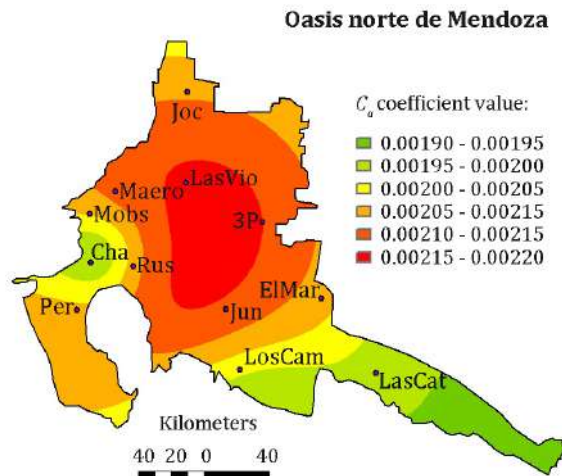 Oasis norte de Mendoza
Cₐ coefficient value:
0.00190 - 0.00195
0.00195 - 0.00200
0.00200 - 0.00205
0.00205 - 0.00215
0.00210 - 0.00215
0.00215 - 0.00220
Joc
LasVio
Maero
Mobs
3P
Cha
Rus
ElMar
Per
Jun
LosCam
LasCat
Kilometers
40 20 0 40